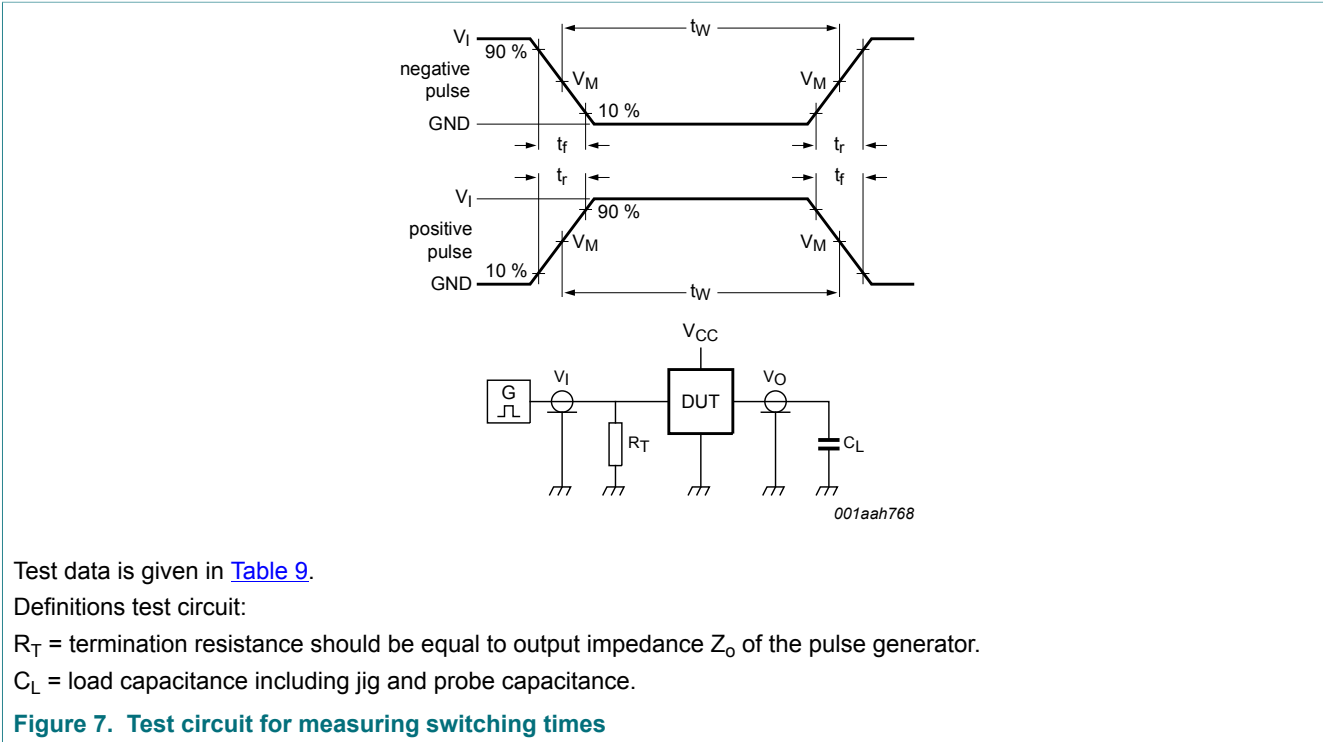 tW
VI
90 %
negative
pulse
VM
VM
10 %
GND
tf
tr
tr
tf
VI
90 %
positive
pulse
VM
VM
10 %
GND
tW
VCC
VI
VO
G
DUT
RT
CL
001aah768
Test data is given in Table 9.
Definitions test circuit:
RT = termination resistance should be equal to output impedance Zo of the pulse generator.
CL = load capacitance including jig and probe capacitance.
Figure 7. Test circuit for measuring switching times